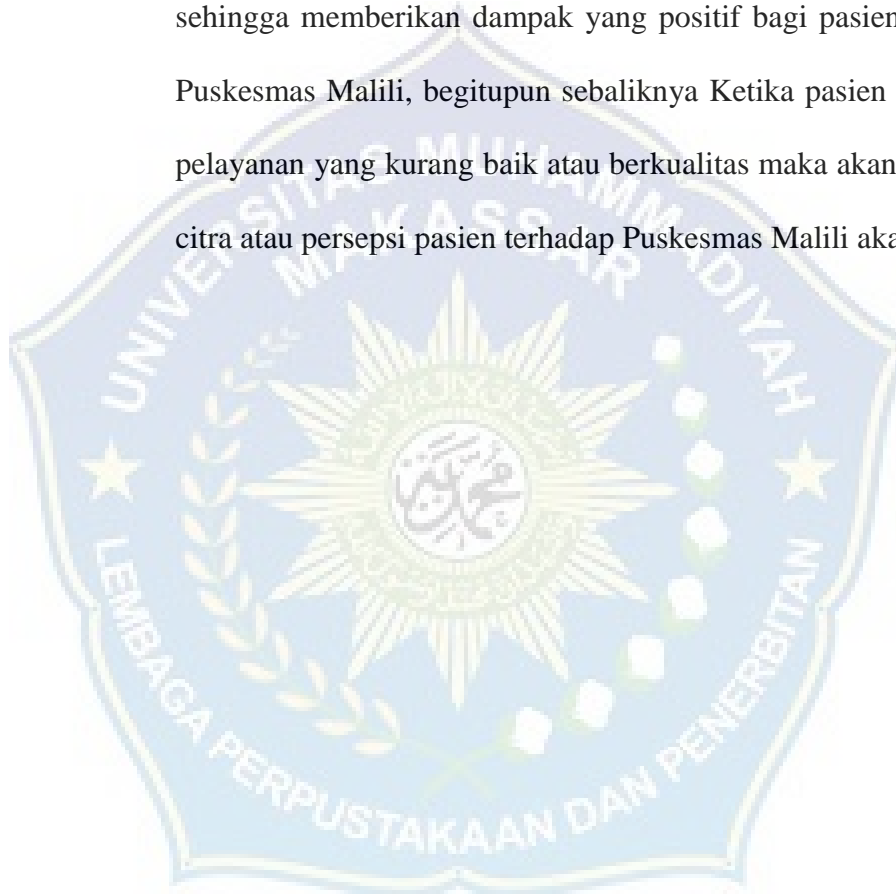 sehingga memberikan dampak yang positif bagi pasien
Puskesmas Malili, begitupun sebaliknya Ketika pasien
pelayanan yang kurang baik atau berkualitas maka akan
citra atau persepsi pasien terhadap Puskesmas Malili aka
UNIVERSITAS MUHAMMADIYAH
MAKASSAR
LEMBAGA PERPUSTAKAAN DAN PENERBITAN